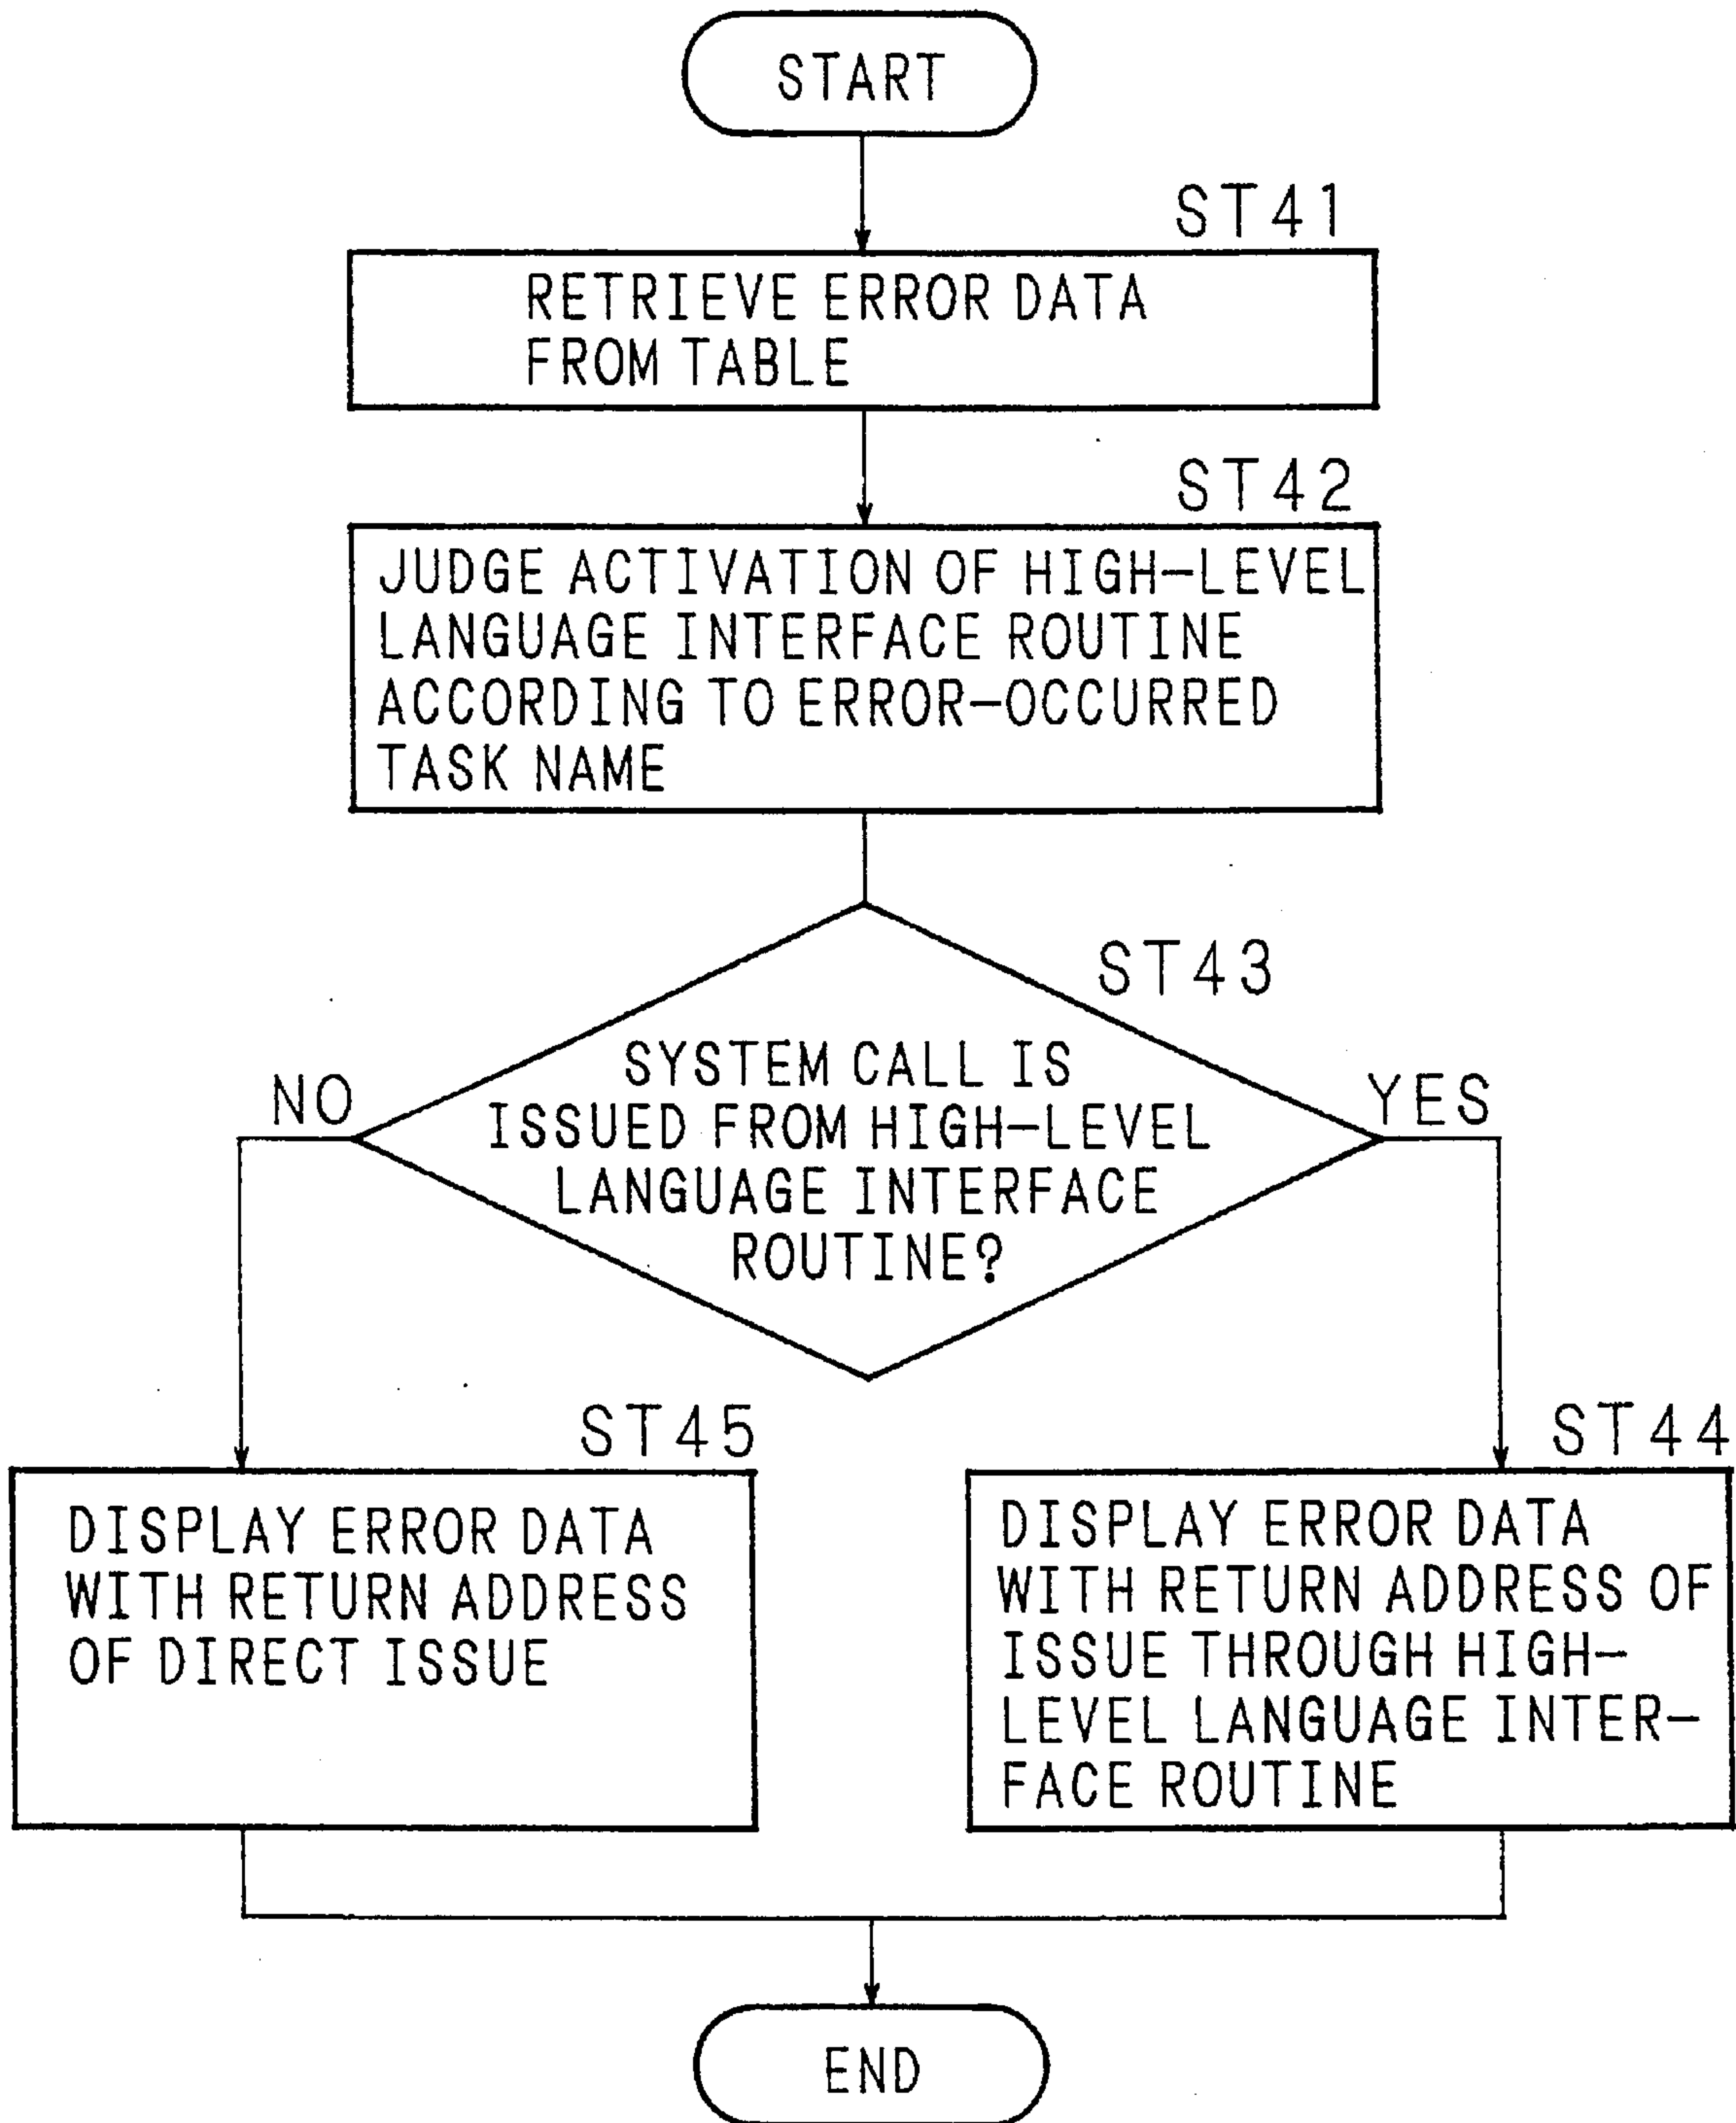 START
ST41
RETRIEVE ERROR DATA
FROM TABLE
ST42
JUDGE ACTIVATION OF HIGH-LEVEL
LANGUAGE INTERFACE ROUTINE
ACCORDING TO ERROR-OCCURRED
TASK NAME
ST43
SYSTEM CALL IS
ISSUED FROM HIGH-LEVEL
LANGUAGE INTERFACE
ROUTINE?
NO
YES
ST45
DISPLAY ERROR DATA
WITH RETURN ADDRESS
OF DIRECT ISSUE
ST44
DISPLAY ERROR DATA
WITH RETURN ADDRESS OF
ISSUE THROUGH HIGH-
LEVEL LANGUAGE INTER-
FACE ROUTINE
END